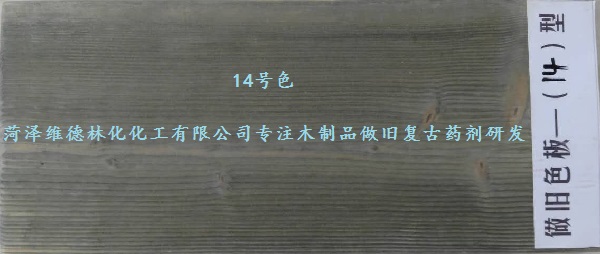 14号色
菏泽维德林化化工有限公司专注木制品做旧复古药剂研发
做旧色板—(14)型